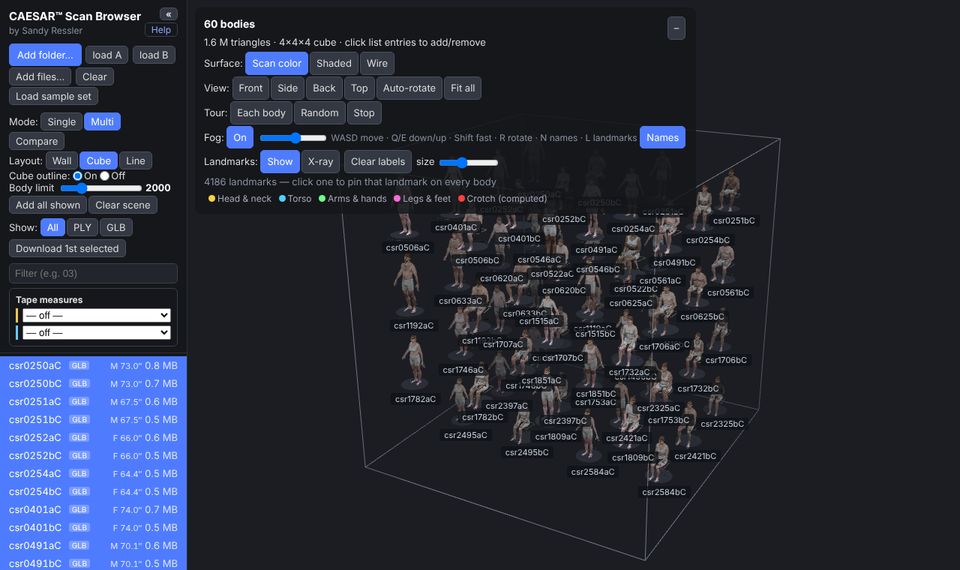 CAESAR™ Scan Browser «
by Sandy Ressler Help
Add folder... load A load B
Add files... Clear
Load sample set
Mode: Single Multi
Compare
Layout: Wall Cube Line
Cube outline: On Off
Body limit 2000
Add all shown Clear scene
Show: All PLY GLB
Download 1st selected
Filter (e.g. 03)
Tape measures
— off —
— off —
csr0250aC GLB M 73.0" 0.8 MB
csr0250bC GLB M 73.0" 0.7 MB
csr0251aC GLB M 67.5" 0.6 MB
csr0251bC GLB M 67.5" 0.5 MB
csr0252aC GLB F 66.0" 0.6 MB
csr0252bC GLB F 66.0" 0.5 MB
csr0254aC GLB F 64.4" 0.5 MB
csr0254bC GLB F 64.4" 0.5 MB
csr0401aC GLB F 74.0" 0.7 MB
csr0401bC GLB F 74.0" 0.5 MB
csr0491aC GLB M 70.1" 0.6 MB
csr0491bC GLB M 70.1" 0.5 MB
60 bodies –
1.6 M triangles · 4×4×4 cube · click list entries to add/remove
Surface: Scan color Shaded Wire
View: Front Side Back Top Auto-rotate Fit all
Tour: Each body Random Stop
Fog: On WASD move · Q/E down/up · Shift fast · R rotate · N names · L landmarks Names
Landmarks: Show X-ray Clear labels size
4186 landmarks — click one to pin that landmark on every body
Head & neck Torso Arms & hands Legs & feet Crotch (computed)
csr0250bC
csr0252bC
csr0251bC
csr0401aC
csr0254aC
csr0401bC
csr0254bC
csr0506aC
csr0491aC
csr0506bC
csr0546aC
csr0491bC
csr0546bC
csr0522aC
csr0620aC
csr0561aC
csr0522bC
csr0620bC
csr0561bC
csr0633aC
csr0625aC
csr0633bC
csr0625bC
csr1192aC
csr1515aC
csr1515bC
csr1707aC
csr1706aC
csr1707bC
csr1706bC
csr1746aC
csr1732aC
csr1851aC
csr1732bC
csr1782aC
csr1851bC
csr1753aC
csr2397aC
csr2325aC
csr1782bC
csr2397bC
csr1753bC
csr2325bC
csr2495aC
csr1809aC
csr2421aC
csr2495bC
csr1809bC
csr2421bC
csr2584aC
csr2584bC